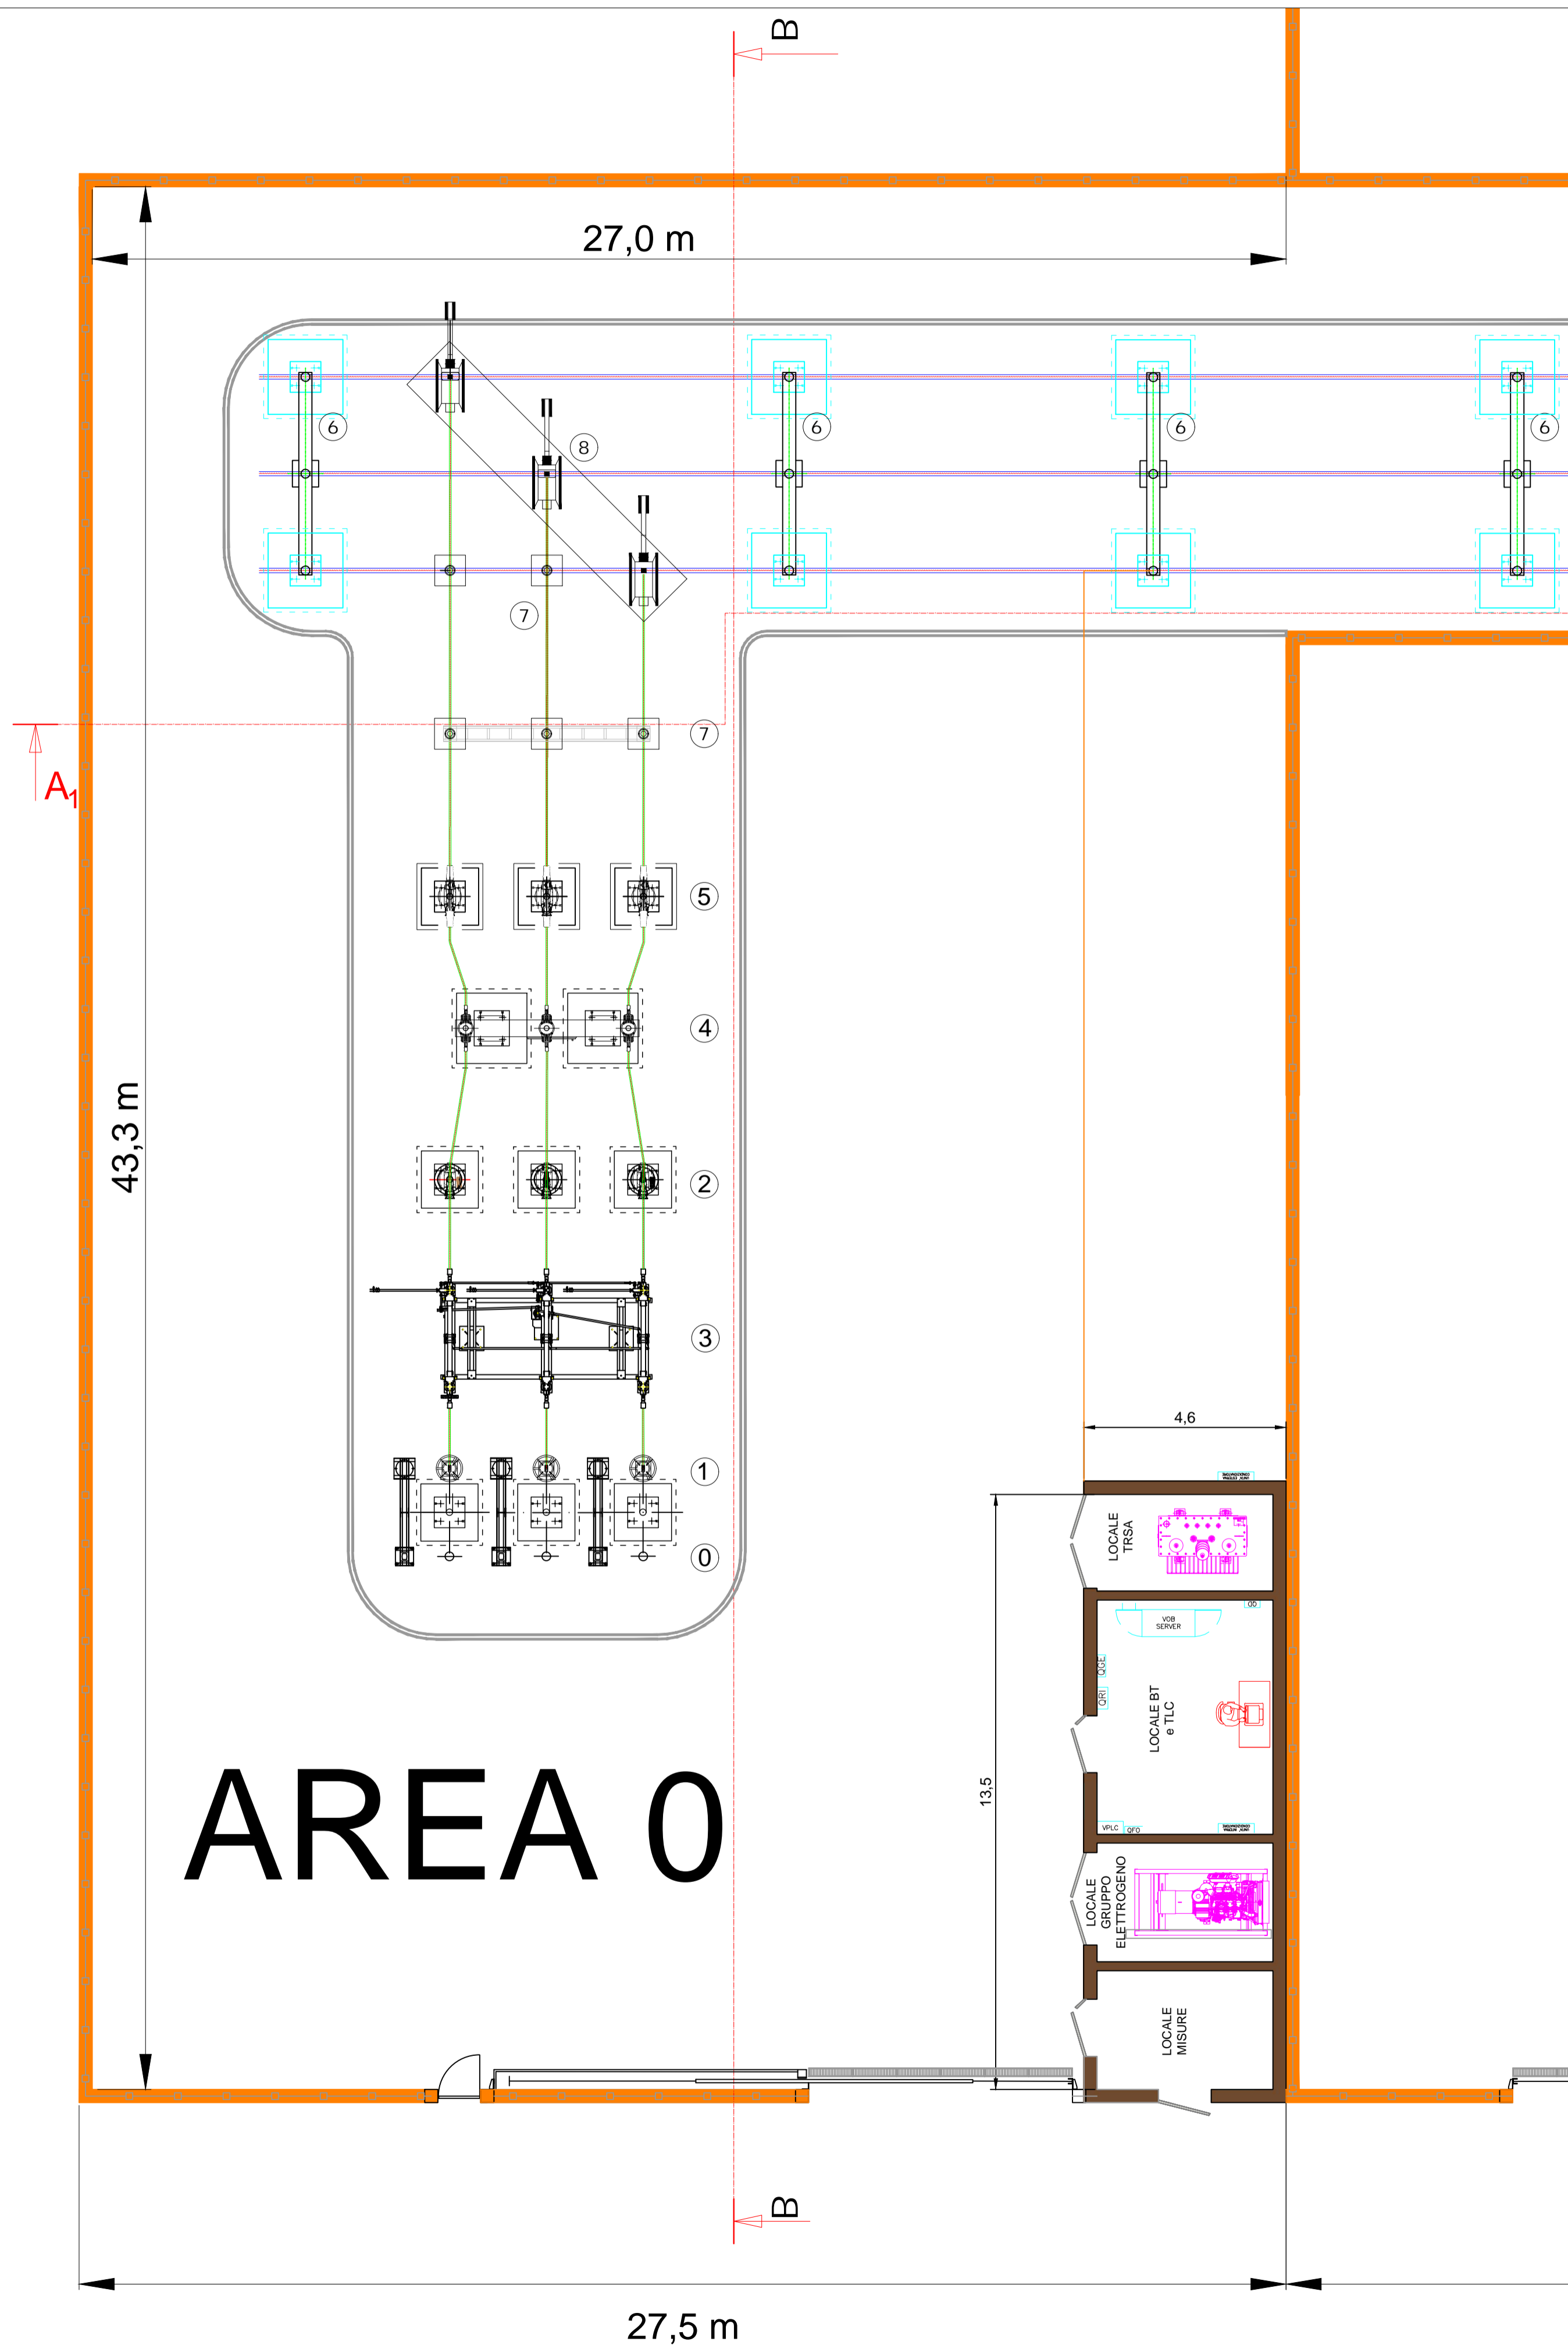 B
27,0 m
6
6
6
6
8
7
7
A1
5
4
43,3 m
2
3
4,6
1
0
LOCALE
TRSA
QD
VOB
SERVER
QGE
QRI
LOCALE BT
e TLC
13,5
AREA 0
VPLC
QFO
LOCALE
GRUPPO
ELETTROGENO
LOCALE
MISURE
B
27,5 m